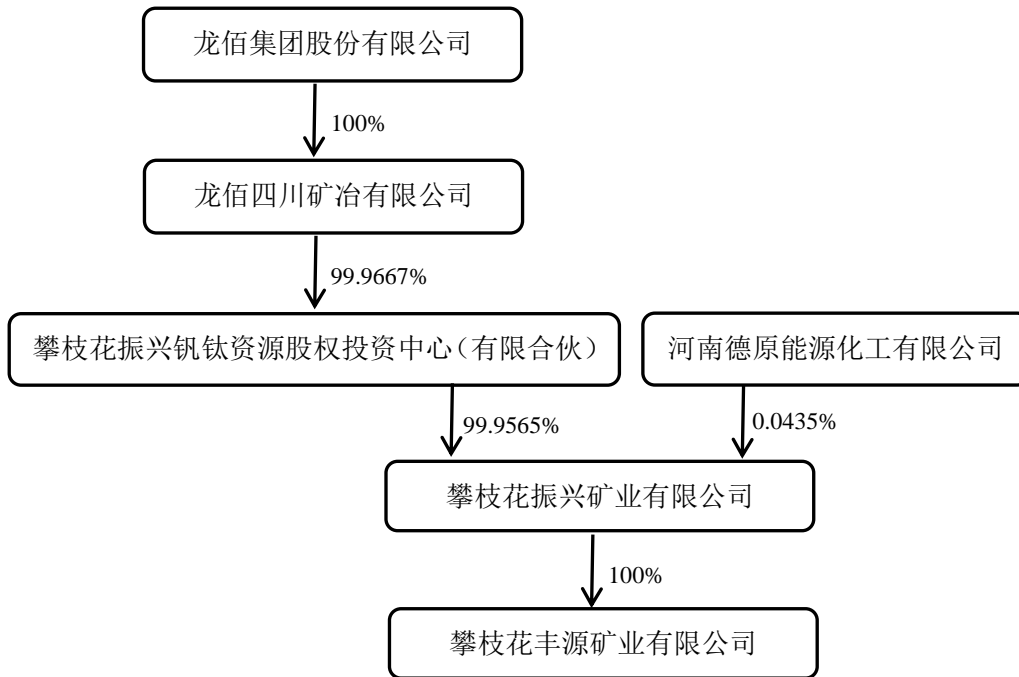 龙佰集团股份有限公司
100%
龙佰四川矿冶有限公司
99.9667%
攀枝花振兴钒钛资源股权投资中心（有限合伙）
河南德原能源化工有限公司
99.9565%
0.0435%
攀枝花振兴矿业有限公司
100%
攀枝花丰源矿业有限公司